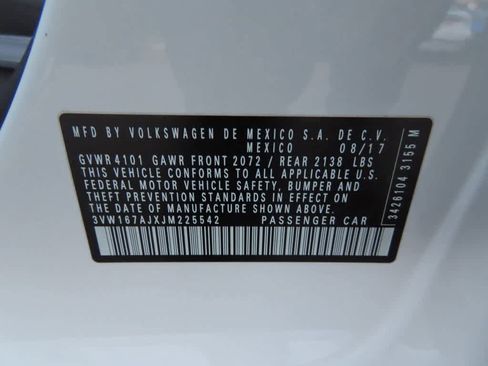 MFD BY VOLKSWAGEN DE MEXICO S.A. DE C.V.
MEXICO 08/17
GVWR 4101 GAWR FRONT 2072 / REAR 2138 LBS
THIS VEHICLE CONFORMS TO ALL APPLICABLE U.S.
FEDERAL MOTOR VEHICLE SAFETY, BUMPER AND
THEFT PREVENTION STANDARDS IN EFFECT ON
THE DATE OF MANUFACTURE SHOWN ABOVE
3VW167AJXJM225542 PASSENGER CAR
3426104 3155 M